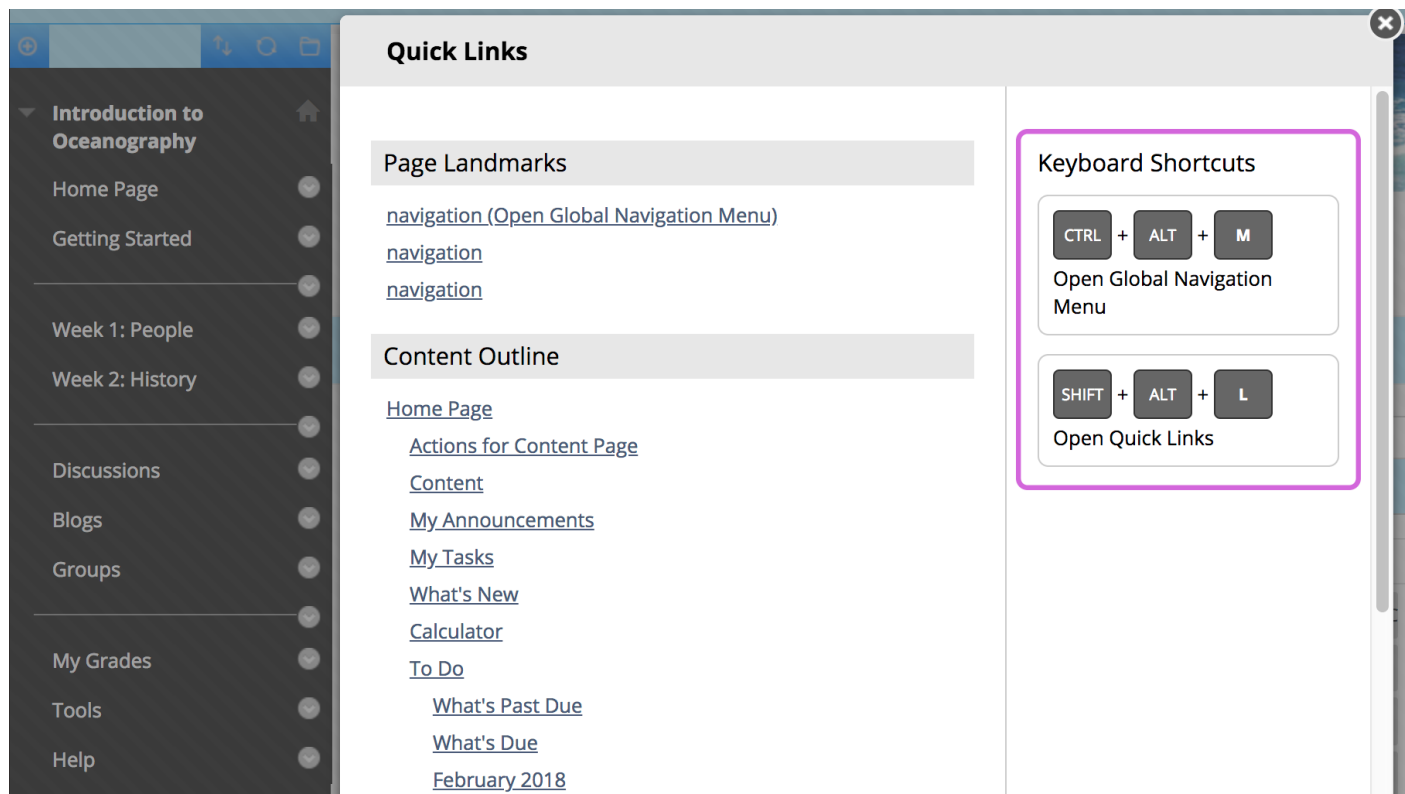 Quick Links
Introduction to
Oceanography
Home Page
Getting Started
Week 1: People
Week 2: History
Discussions
Blogs
Groups
My Grades
Tools
Help
Page Landmarks
navigation (Open Global Navigation Menu)
navigation
navigation
Content Outline
Home Page
Actions for Content Page
Content
My Announcements
My Tasks
What's New
Calculator
To Do
What's Past Due
What's Due
February 2018
Keyboard Shortcuts
CTRL + ALT + M
Open Global Navigation
Menu
SHIFT + ALT + L
Open Quick Links